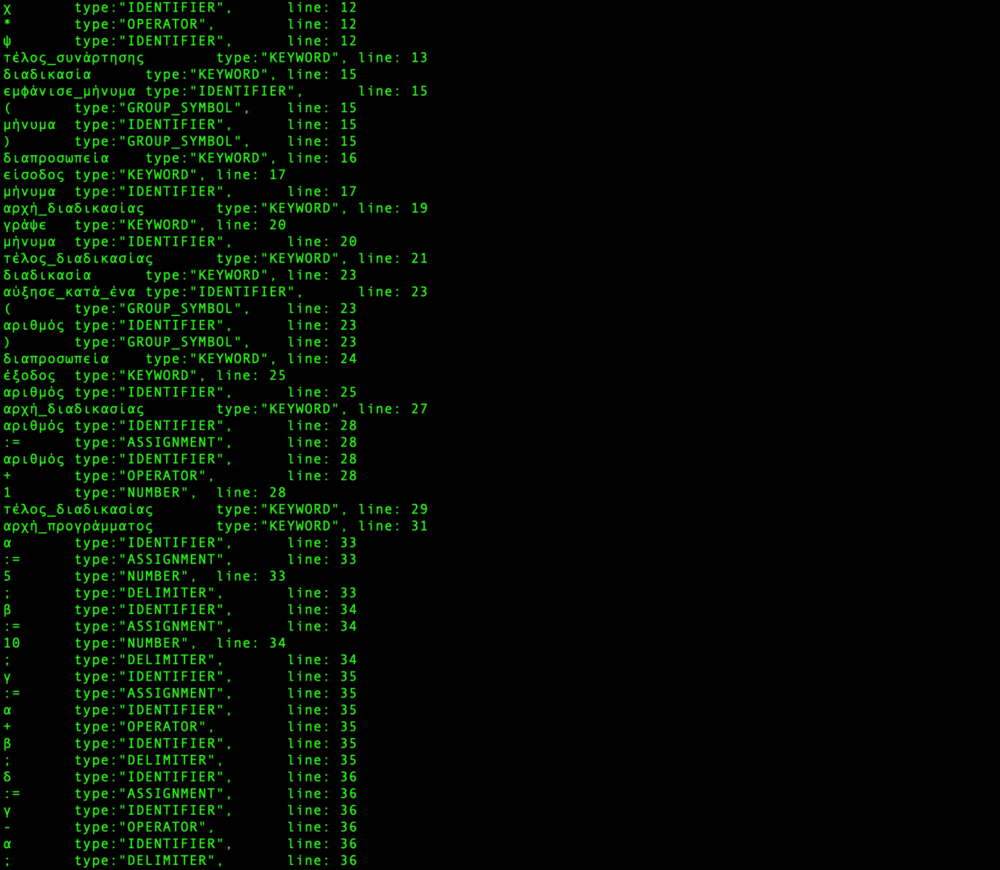 χ type:"IDENTIFIER", line: 12
* type:"OPERATOR", line: 12
ψ type:"IDENTIFIER", line: 12
τέλος_συνάρτησης type:"KEYWORD", line: 13
διαδικασία type:"KEYWORD", line: 15
εμφάνισε_μήνυμα type:"IDENTIFIER", line: 15
( type:"GROUP_SYMBOL", line: 15
μήνυμα type:"IDENTIFIER", line: 15
) type:"GROUP_SYMBOL", line: 15
διαπροσωπεία type:"KEYWORD", line: 16
είσοδος type:"KEYWORD", line: 17
μήνυμα type:"IDENTIFIER", line: 17
αρχή_διαδικασίας type:"KEYWORD", line: 19
γράψε type:"KEYWORD", line: 20
μήνυμα type:"IDENTIFIER", line: 20
τέλος_διαδικασίας type:"KEYWORD", line: 21
διαδικασία type:"KEYWORD", line: 23
αύξησε_κατά_ένα type:"IDENTIFIER", line: 23
( type:"GROUP_SYMBOL", line: 23
αριθμός type:"IDENTIFIER", line: 23
) type:"GROUP_SYMBOL", line: 23
διαπροσωπεία type:"KEYWORD", line: 24
έξοδος type:"KEYWORD", line: 25
αριθμός type:"IDENTIFIER", line: 25
αρχή_διαδικασίας type:"KEYWORD", line: 27
αριθμός type:"IDENTIFIER", line: 28
:= type:"ASSIGNMENT", line: 28
αριθμός type:"IDENTIFIER", line: 28
+ type:"OPERATOR", line: 28
1 type:"NUMBER", line: 28
τέλος_διαδικασίας type:"KEYWORD", line: 29
αρχή_προγράμματος type:"KEYWORD", line: 31
α type:"IDENTIFIER", line: 33
:= type:"ASSIGNMENT", line: 33
5 type:"NUMBER", line: 33
; type:"DELIMITER", line: 33
β type:"IDENTIFIER", line: 34
:= type:"ASSIGNMENT", line: 34
10 type:"NUMBER", line: 34
; type:"DELIMITER", line: 34
γ type:"IDENTIFIER", line: 35
:= type:"ASSIGNMENT", line: 35
α type:"IDENTIFIER", line: 35
+ type:"OPERATOR", line: 35
β type:"IDENTIFIER", line: 35
; type:"DELIMITER", line: 35
δ type:"IDENTIFIER", line: 36
:= type:"ASSIGNMENT", line: 36
γ type:"IDENTIFIER", line: 36
- type:"OPERATOR", line: 36
α type:"IDENTIFIER", line: 36
; type:"DELIMITER", line: 36